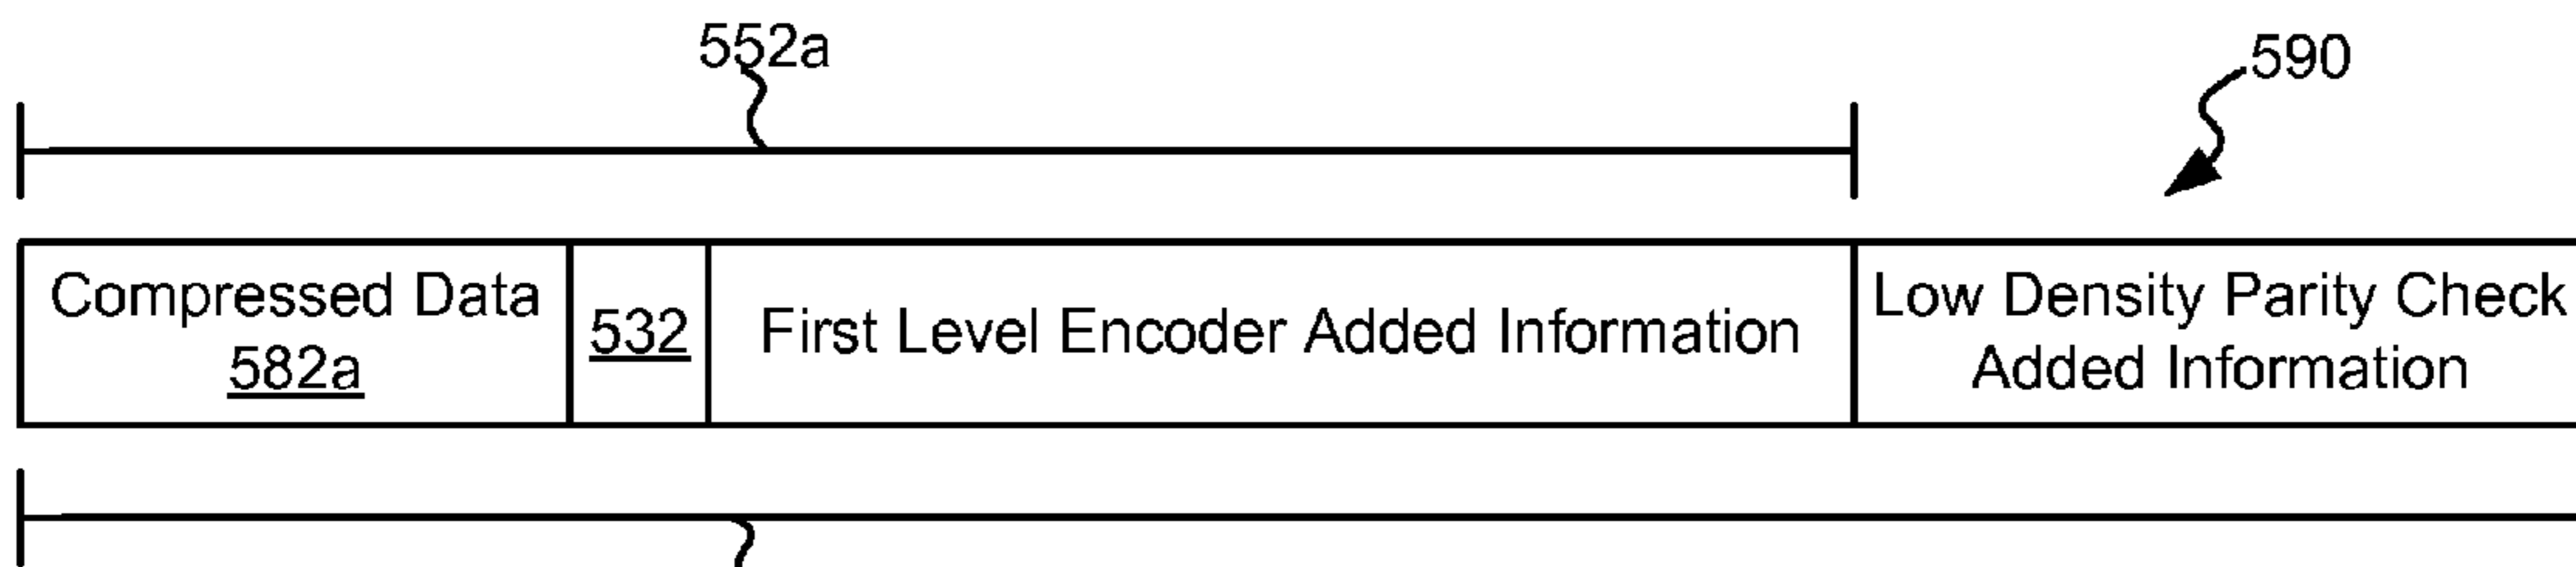 552a
590
Compressed Data
582a
532
First Level Encoder Added Information
Low Density Parity Check
Added Information